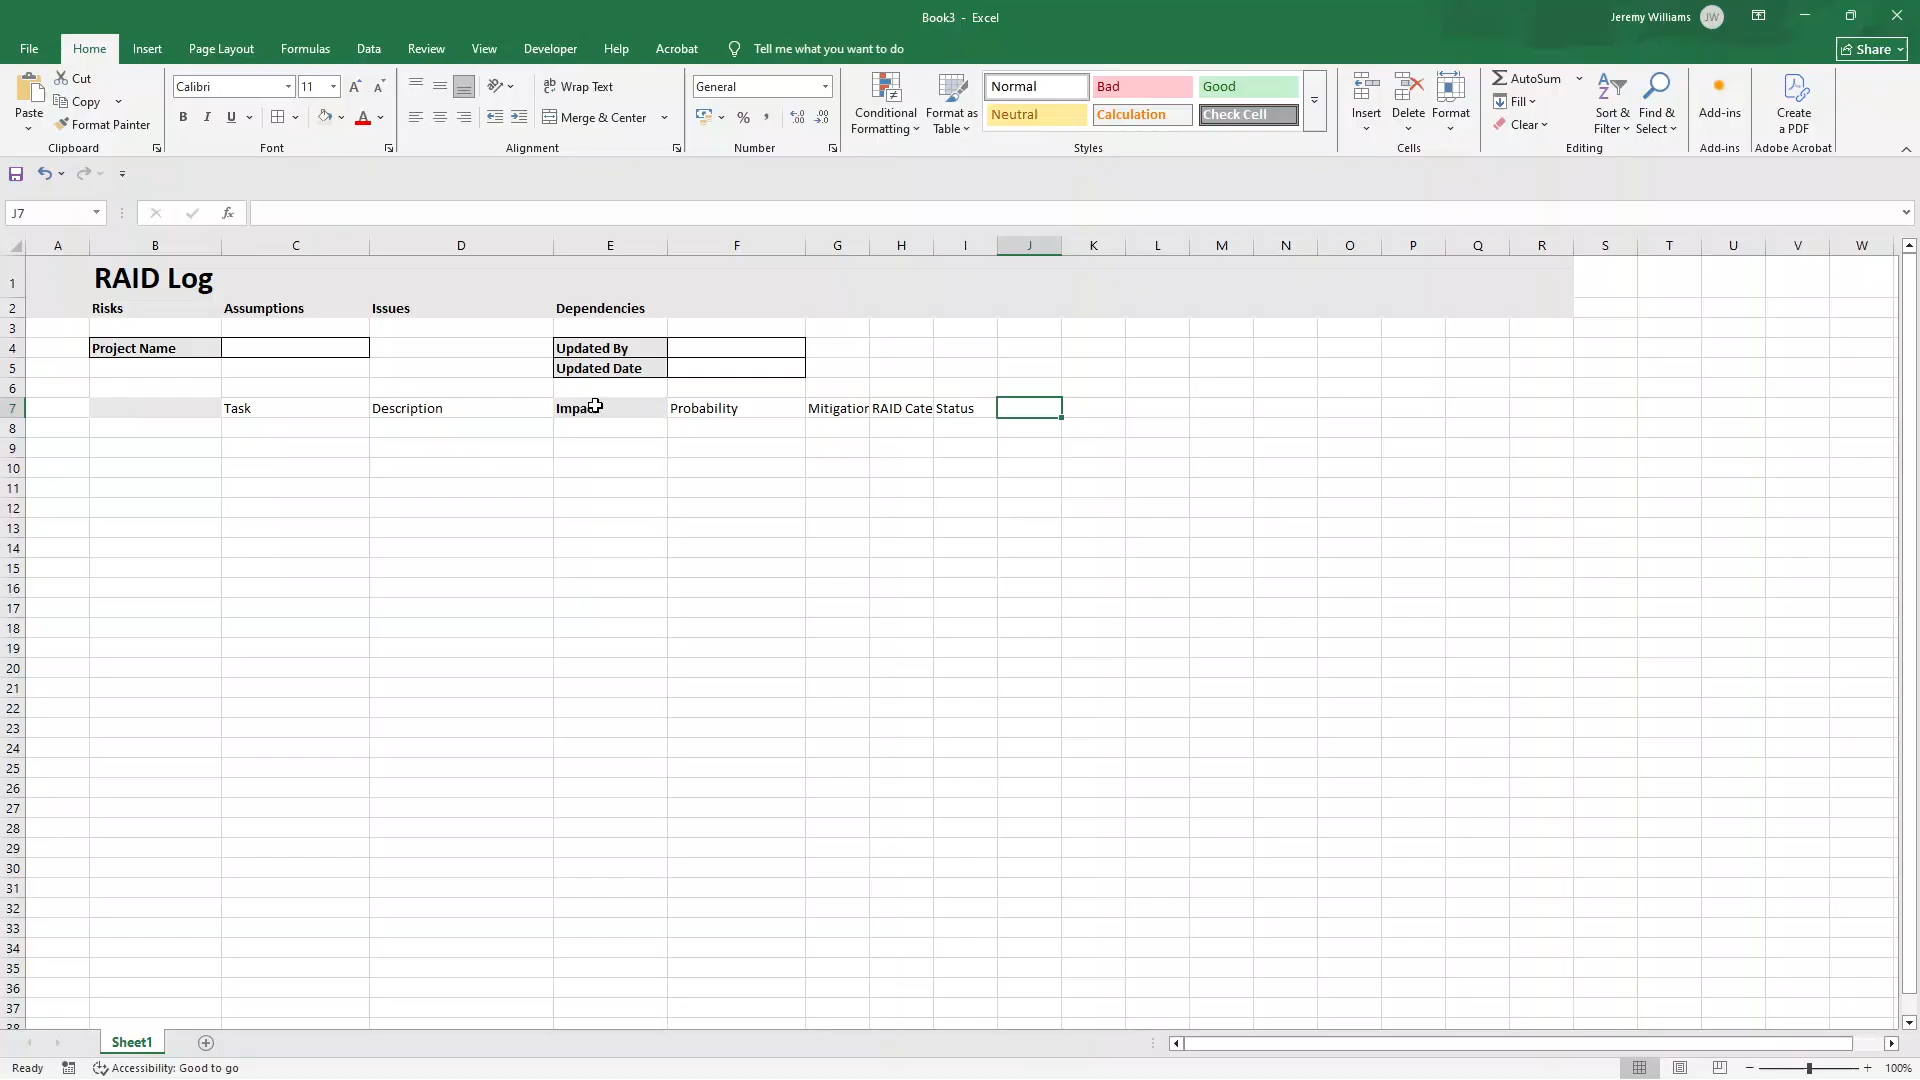 Book3 - Excel
Jeremy Williams JW
File Home Insert Page Layout Formulas Data Review View Developer Help Acrobat Tell me what you want to do Share
Cut
Copy
Format Painter
Paste
Clipboard
Calibri 11
B I U
Font
Wrap Text
Merge & Center
Alignment
General
Number
Conditional
Formatting
Format as
Table
Normal Bad Good
Neutral Calculation Check Cell
Styles
Insert Delete Format
Cells
AutoSum
Fill
Clear
Sort &
Filter
Find &
Select
Editing
Add-ins
Add-ins
Create
a PDF
Adobe Acrobat
J7 fx
A B C D E F G H I J K L M N O P Q R S T U V W
1 RAID Log
2 Risks Assumptions Issues Dependencies
3
4 Project Name Updated By
5 Updated Date
6
7 Task Description Impac Probability Mitigation RAID Cate Status
8
9
10
11
12
13
14
15
16
17
18
19
20
21
22
23
24
25
26
27
28
29
30
31
32
33
34
35
36
37
38
Sheet1
Ready Accessibility: Good to go 100%